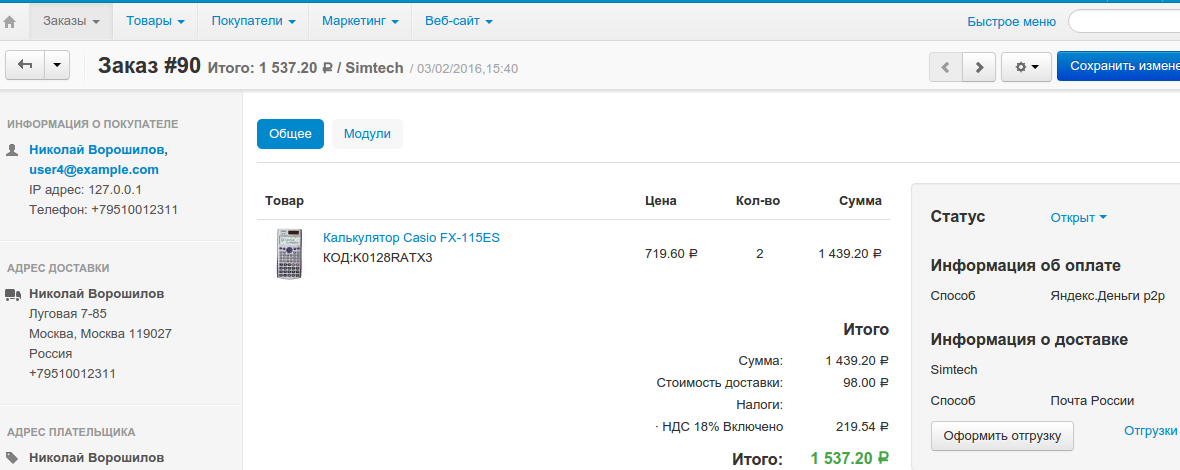 Заказы Товары Покупатели Маркетинг Веб-сайт Быстрое меню
Заказ #90 Итого: 1 537.20 ₽ / Simtech / 03/02/2016,15:40 Сохранить измене
ИНФОРМАЦИЯ О ПОКУПАТЕЛЕ
Николай Ворошилов,
user4@example.com
IP адрес: 127.0.0.1
Телефон: +79510012311
АДРЕС ДОСТАВКИ
Николай Ворошилов
Луговая 7-85
Москва, Москва 119027
Россия
+79510012311
АДРЕС ПЛАТЕЛЬЩИКА
Николай Ворошилов
Общее Модули
Товар Цена Кол-во Сумма
Калькулятор Casio FX-115ES
КОД:K0128RATX3
719.60 ₽ 2 1 439.20 ₽
Итого
Сумма: 1 439.20 ₽
Стоимость доставки: 98.00 ₽
Налоги:
· НДС 18% Включено 219.54 ₽
Итого: 1 537.20 ₽
Статус Открыт
Информация об оплате
Способ Яндекс.Деньги p2p
Информация о доставке
Simtech
Способ Почта России
Оформить отгрузку Отгрузки